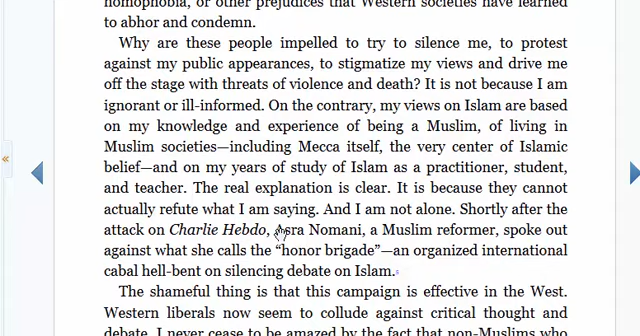 homophobia, or other prejudices that Western societies have learned
to abhor and condemn.
Why are these people impelled to try to silence me, to protest
against my public appearances, to stigmatize my views and drive me
off the stage with threats of violence and death? It is not because I am
ignorant or ill-informed. On the contrary, my views on Islam are based
on my knowledge and experience of being a Muslim, of living in
Muslim societies—including Mecca itself, the very center of Islamic
belief—and on my years of study of Islam as a practitioner, student,
and teacher. The real explanation is clear. It is because they cannot
actually refute what I am saying. And I am not alone. Shortly after the
attack on Charlie Hebdo, Asra Nomani, a Muslim reformer, spoke out
against what she calls the “honor brigade”—an organized international
cabal hell-bent on silencing debate on Islam.
The shameful thing is that this campaign is effective in the West.
Western liberals now seem to collude against critical thought and
debate. I never cease to be amazed by the fact that non-Muslims who